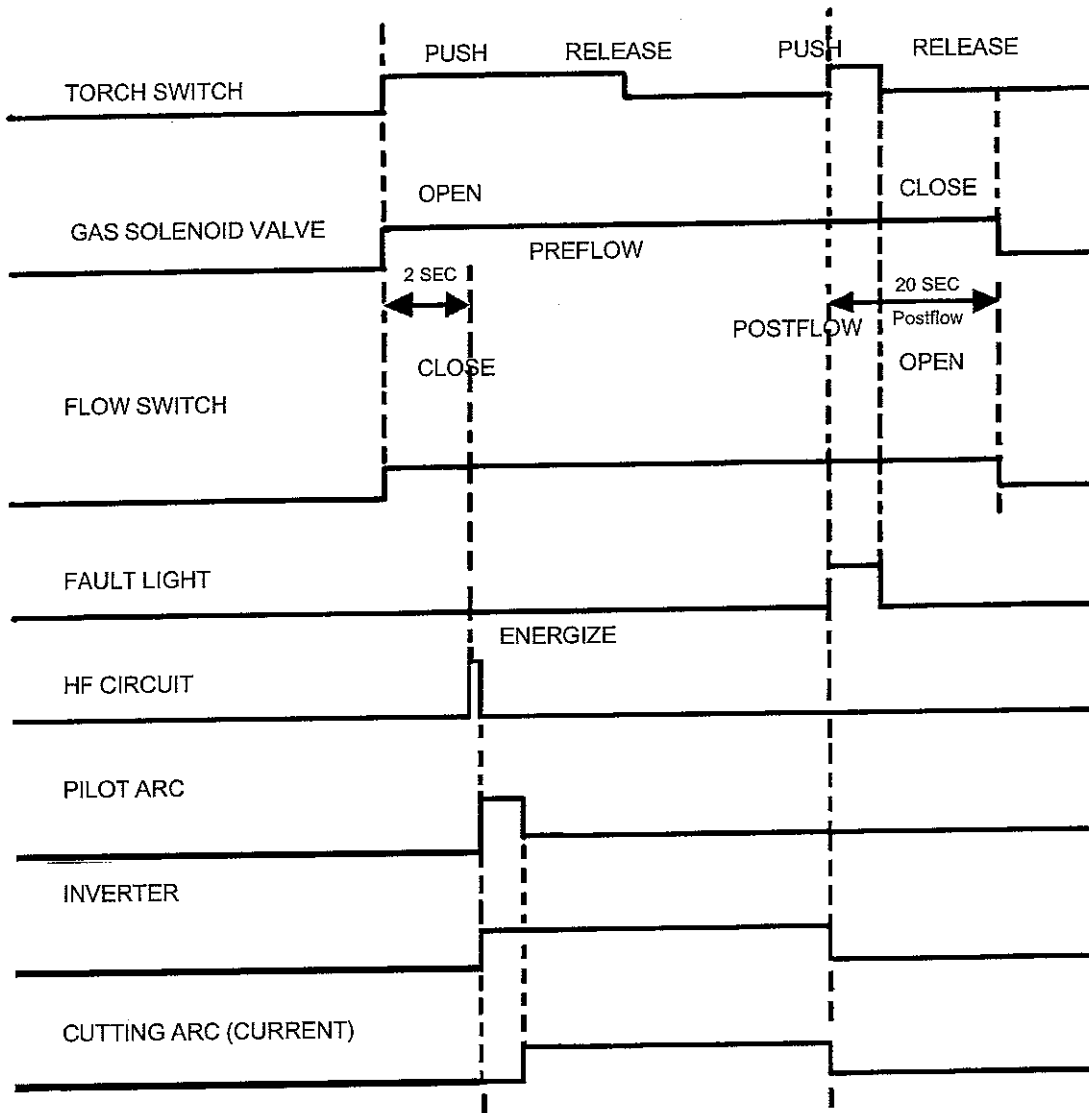 PUSH RELEASE PUSH RELEASE
TORCH SWITCH
OPEN CLOSE
GAS SOLENOID VALVE
PREFLOW
2 SEC 20 SEC
POSTFLOW Postflow
CLOSE OPEN
FLOW SWITCH
FAULT LIGHT
ENERGIZE
HF CIRCUIT
PILOT ARC
INVERTER
CUTTING ARC (CURRENT)